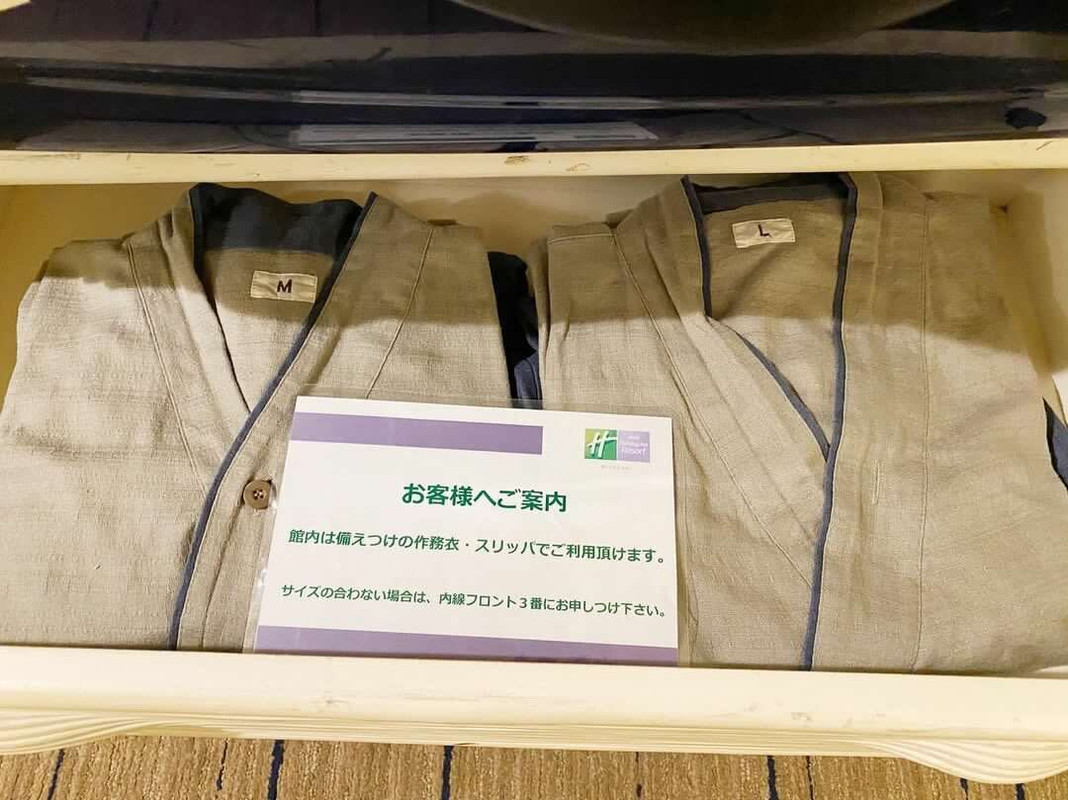 M
L
H
Resort
お客様へご案内
館内は備えつけの作務衣・スリッパでご利用頂けます。
サイズの合わない場合は、内線フロント３番にお申しつけ下さい。